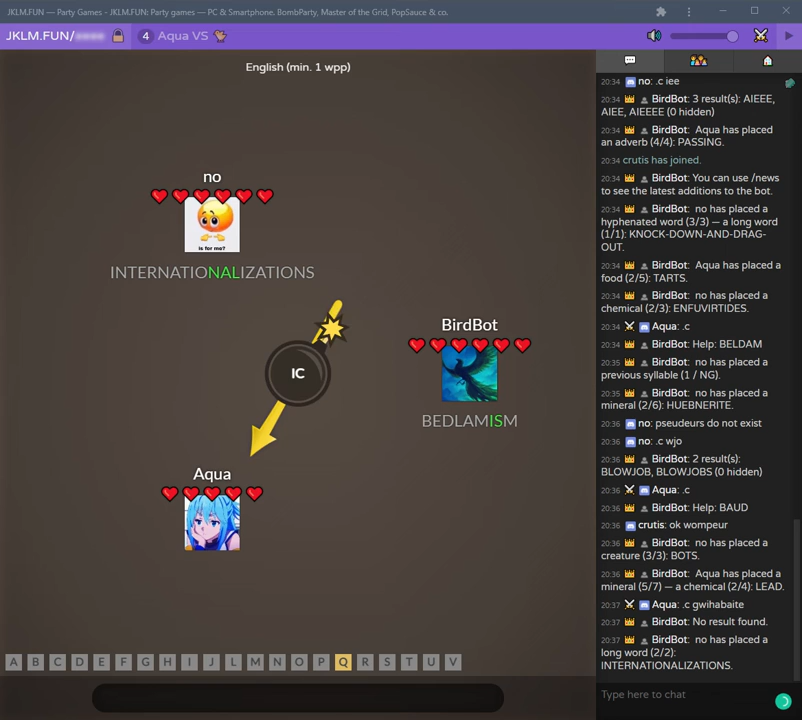 JKLM.FUN — Party Games - JKLM.FUN: Party games — PC & Smartphone. BombParty, Master of the Grid, PopSauce & co.
JKLM.FUN/
4 Aqua VS
English (min. 1 wpp)
no
is for me?
INTERNATIONALIZATIONS
IC
BirdBot
BEDLAMISM
Aqua
A B C D E F G H I J L M N O P Q R S T U V
no: .c iee
20:34 BirdBot: 3 result(s): AIEEE,
AIEE, AIEEEE (0 hidden)
20:34 BirdBot: Aqua has placed
an adverb (4/4): PASSING.
20:34 crutis has joined.
20:34 BirdBot: You can use /news
to see the latest additions to the bot.
20:34 BirdBot: no has placed a
hyphenated word (3/3) — a long word
(1/1): KNOCK-DOWN-AND-DRAG-
OUT.
20:34 BirdBot: Aqua has placed a
food (2/5): TARTS.
20:34 BirdBot: no has placed a
chemical (2/3): ENFUVIRTIDES.
20:34 Aqua: .c
20:34 BirdBot: Help: BELDAM
20:35 BirdBot: no has placed a
previous syllable (1 / NG).
20:35 BirdBot: no has placed a
mineral (2/6): HUEBNERITE.
20:36 no: pseudeurs do not exist
20:36 no: .c wjo
20:36 BirdBot: 2 result(s):
BLOWJOB, BLOWJOBS (0 hidden)
20:36 Aqua: .c
20:36 BirdBot: Help: BAUD
20:36 crutis: ok wompeur
20:36 BirdBot: no has placed a
creature (3/3): BOTS.
20:36 BirdBot: Aqua has placed a
mineral (5/7) — a chemical (2/4): LEAD.
20:37 Aqua: .c gwihabaite
20:37 BirdBot: No result found.
20:37 BirdBot: no has placed a
long word (2/2):
INTERNATIONALIZATIONS.
Type here to chat